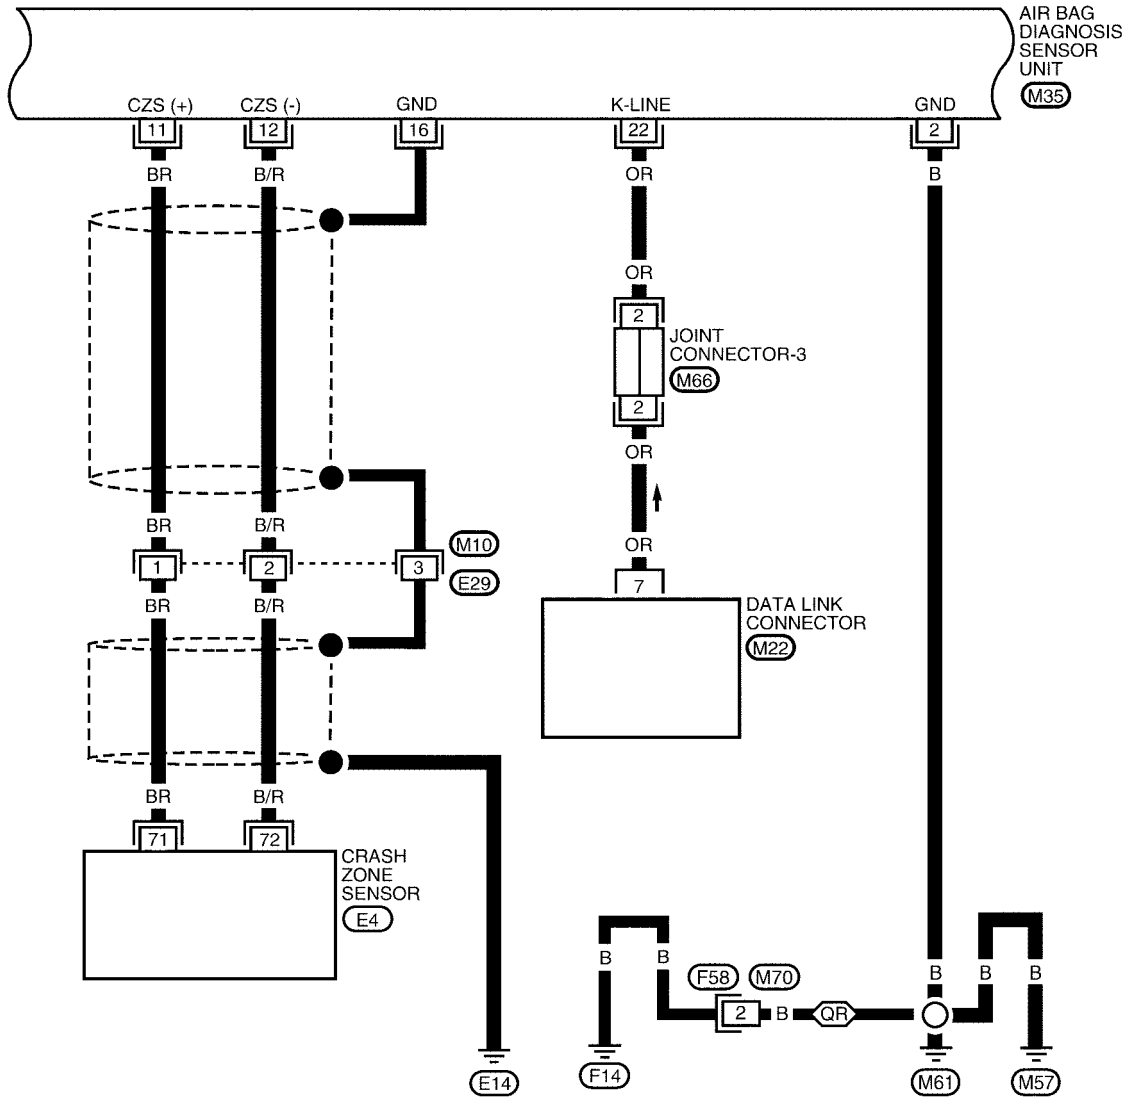 AIR BAG
DIAGNOSIS
SENSOR
UNIT
M35
CZS (+)
CZS (-)
GND
K-LINE
GND
11
12
16
22
2
BR
B/R
OR
B
OR
2
JOINT
CONNECTOR-3
M66
2
OR
BR
B/R
OR
M10
1
2
3
E29
7
BR
B/R
DATA LINK
CONNECTOR
M22
BR
B/R
71
72
CRASH
ZONE
SENSOR
E4
B
B
F58
M70
B
B
B
2
B
QR
E14
F14
M61
M57